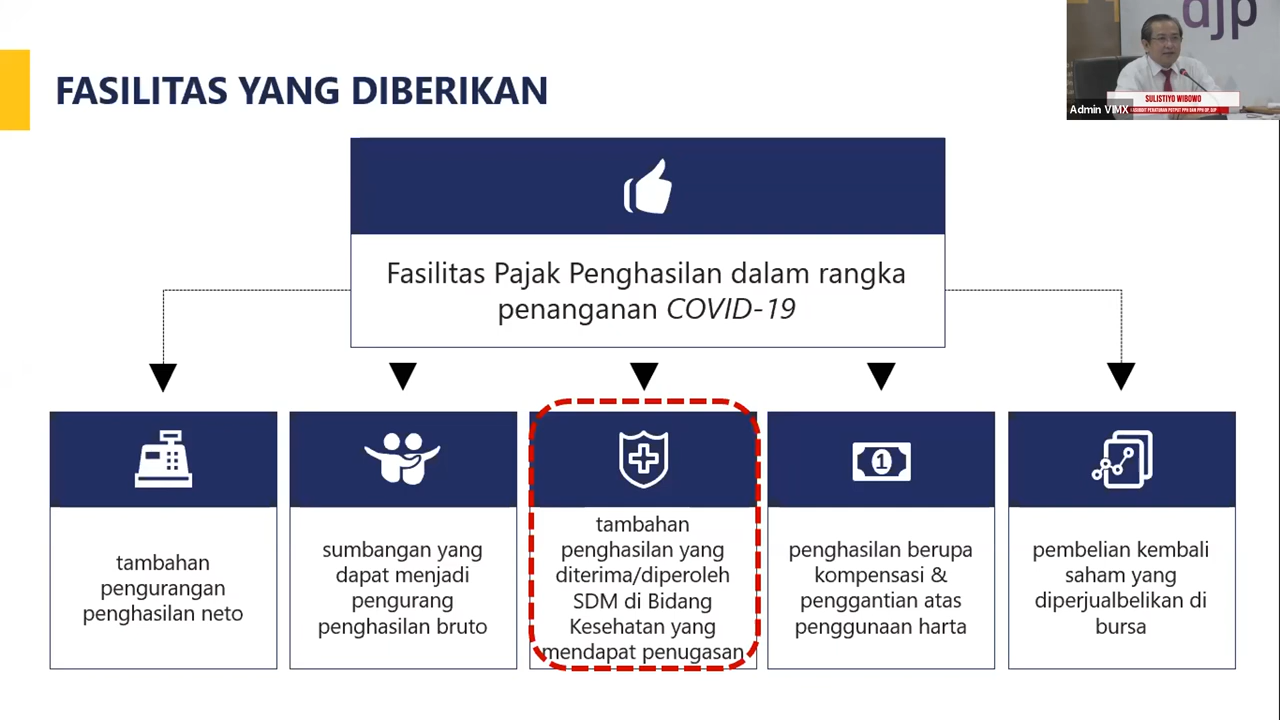 djp
SULISTIYO WIBOWO
Admin VIMX
FASILITAS YANG DIBERIKAN
Fasilitas Pajak Penghasilan dalam rangka
penanganan COVID-19
1
tambahan
pengurangan
penghasilan neto
sumbangan yang
dapat menjadi
pengurang
penghasilan bruto
tambahan
penghasilan yang
diterima/diperoleh
SDM di Bidang
Kesehatan yang
mendapat penugasan
penghasilan berupa
kompensasi &
penggantian atas
penggunaan harta
pembelian kembali
saham yang
diperjualbelikan di
bursa